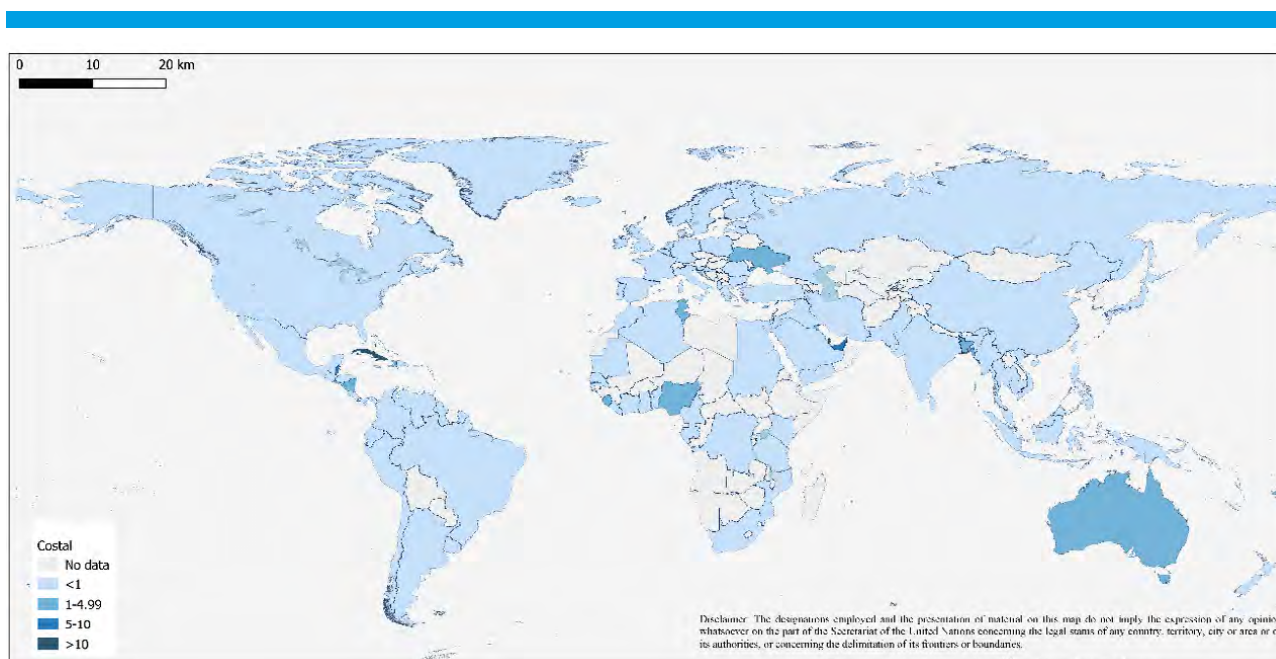 0 10 20 km
Costal
No data
<1
1-4.99
5-10
>10
Disclaimer: The designations employed and the presentation of material on this map do not imply the expression of any opinio
whatsoever on the part of the Secretariat of the United Nations concerning the legal status of any country, territory, city or area or o
its authorities, or concerning the delimitation of its frontiers or boundaries.